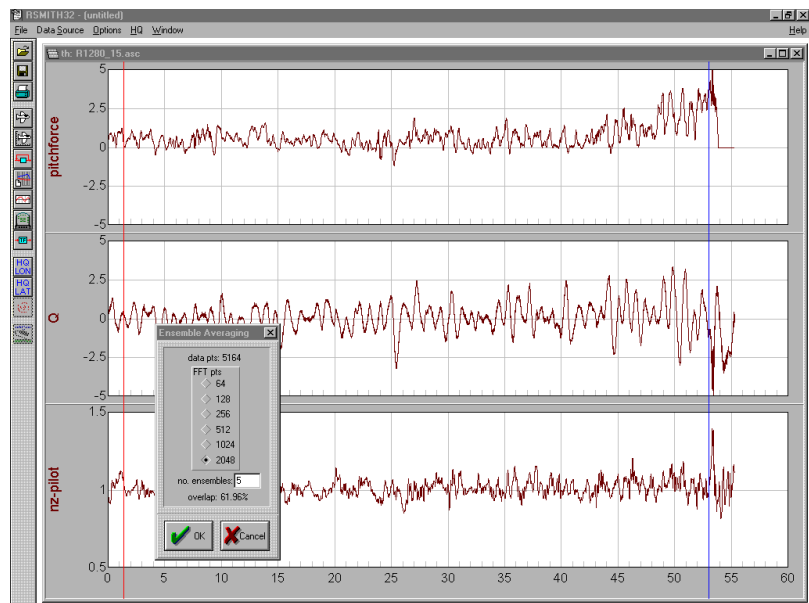 RSMITH32 - (untitled)
File Data Source Options HQ Window Help
th: R1280_15.asc
5
2.5
0
-2.5
-5
pitchforce
5
2.5
0
-2.5
-5
Q
1.5
1
0.5
nz-pilot
0 5 10 15 20 25 30 35 40 45 50 55 60
HQ
LON
HQ
LAT
Ensemble Averaging
data pts: 5164
FFT pts
64
128
256
512
1024
2048
no. ensembles: 5
overlap: 61.96%
OK Cancel